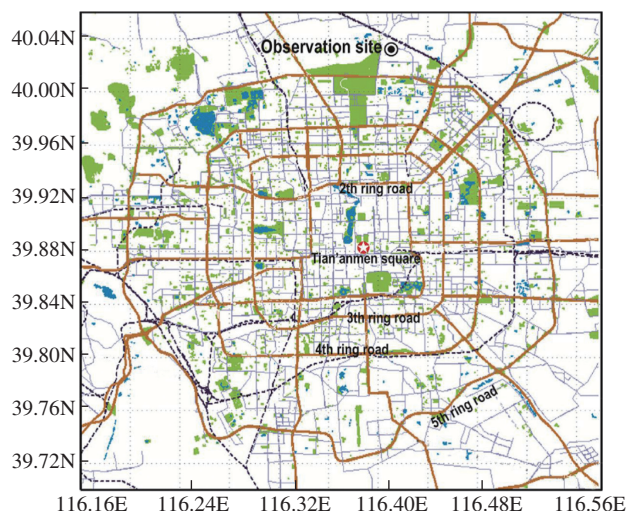 40.04N
Observation site
40.00N
39.96N
39.92N
2th ring road
39.88N
Tian'anmen square
39.84N
3th ring road
39.80N
4th ring road
39.76N
5th ring road
39.72N
116.16E 116.24E 116.32E 116.40E 116.48E 116.56E